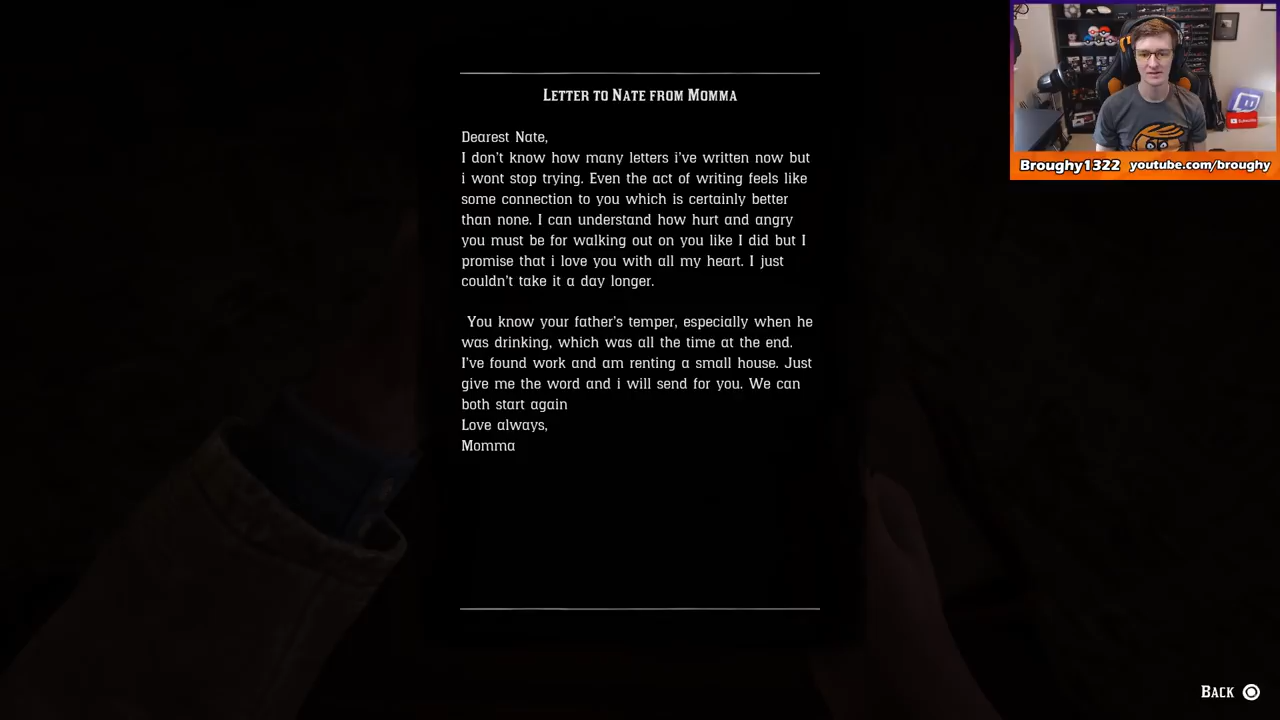 Letter to Nate from Momma
Dearest Nate,
I don't know how many letters i've written now but
i wont stop trying. Even the act of writing feels like
some connection to you which is certainly better
than none. I can understand how hurt and angry
you must be for walking out on you like I did but I
promise that i love you with all my heart. I just
couldn't take it a day longer.
You know your father's temper, especially when he
was drinking, which was all the time at the end.
I've found work and am renting a small house. Just
give me the word and i will send for you. We can
both start again
Love always,
Momma
Broughy1322 youtube.com/broughy
Back